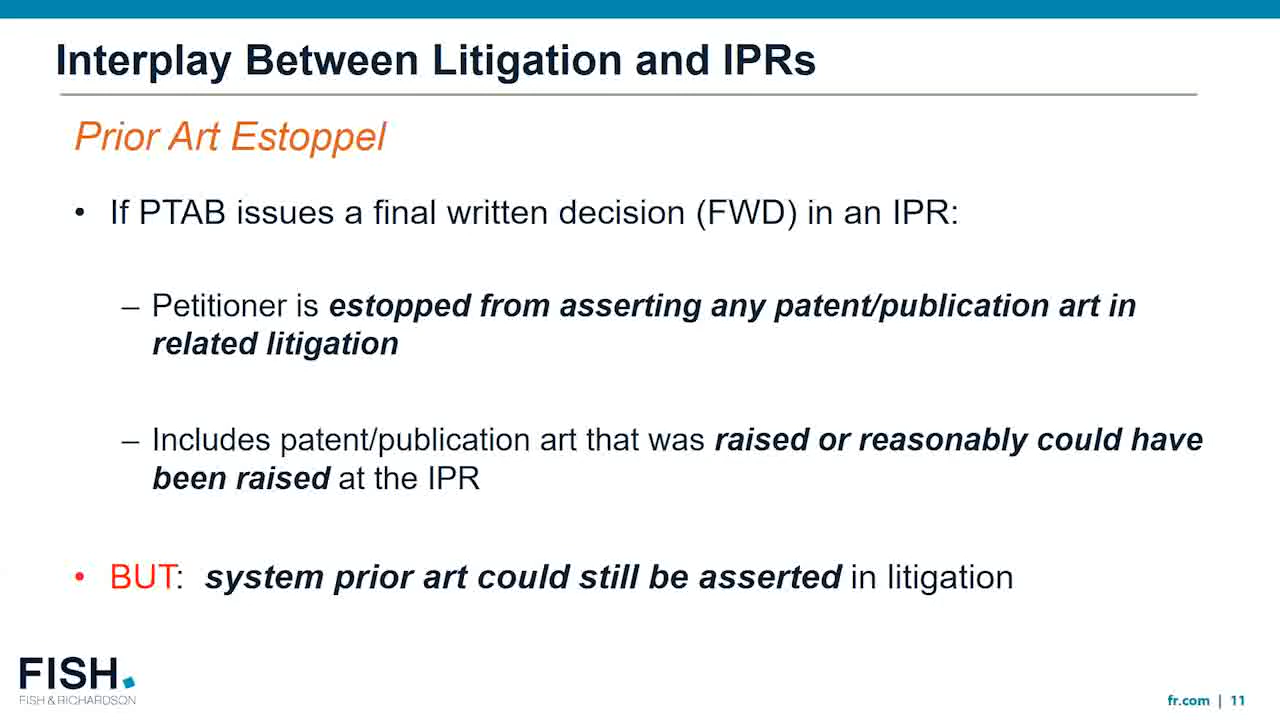 Interplay Between Litigation and IPRs
Prior Art Estoppel
• If PTAB issues a final written decision (FWD) in an IPR:
– Petitioner is estopped from asserting any patent/publication art in
related litigation
– Includes patent/publication art that was raised or reasonably could have
been raised at the IPR
• BUT: system prior art could still be asserted in litigation
FISH.
FISH & RICHARDSON
fr.com | 11